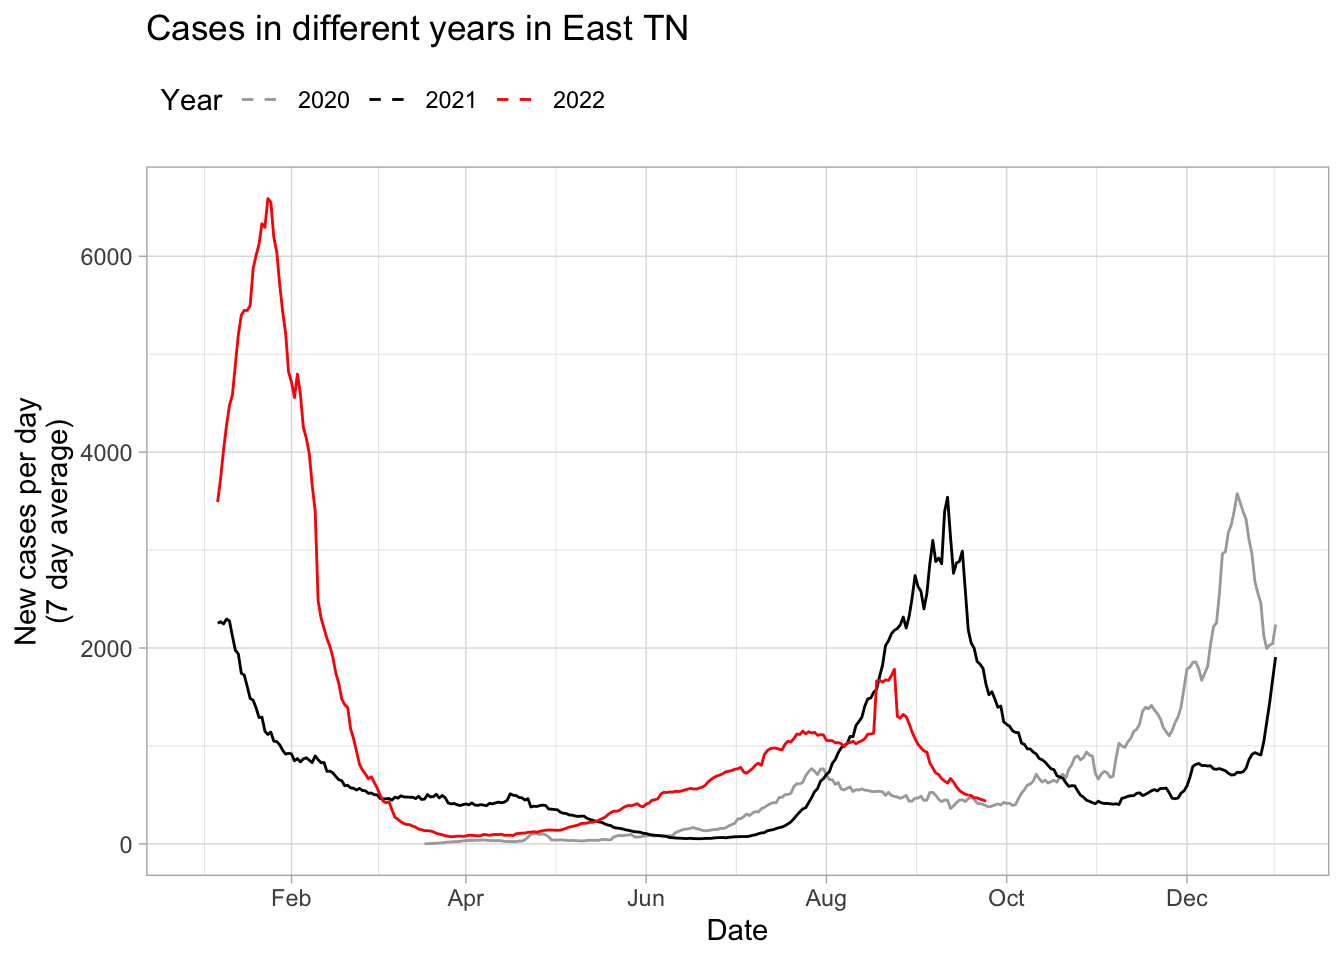 Cases in different years in East TN
Year 2020 2021 2022
6000
4000
2000
0
New cases per day
(7 day average)
Feb Apr Jun Aug Oct Dec
Date